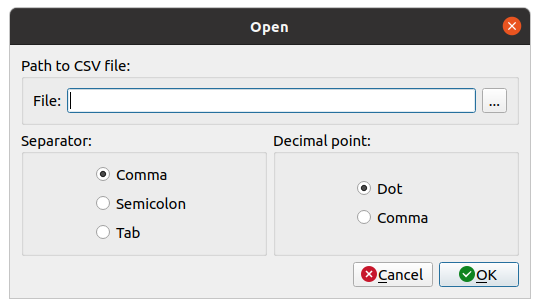 Open
Path to CSV file:
File: ...
Separator: Decimal point:
Comma
Semicolon
Tab
Dot
Comma
Cancel OK